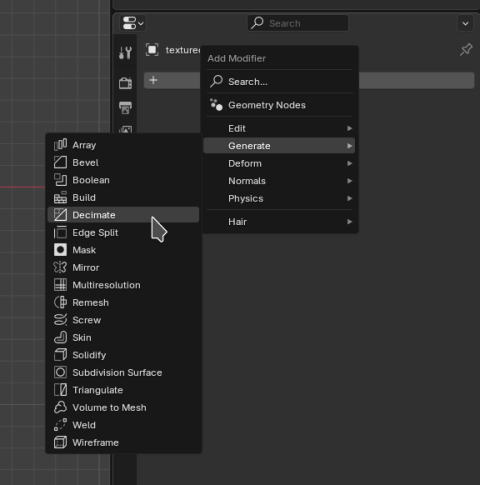 Search
texture
Add Modifier
Search...
Geometry Nodes
Edit
Generate
Deform
Normals
Physics
Hair
Array
Bevel
Boolean
Build
Decimate
Edge Split
Mask
Mirror
Multiresolution
Remesh
Screw
Skin
Solidify
Subdivision Surface
Triangulate
Volume to Mesh
Weld
Wireframe